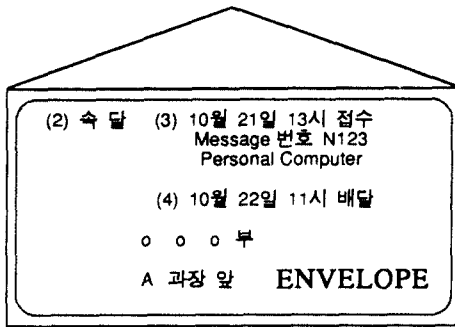 (2) 속 달 (3) 10월 21일 13시 접수
Message 번호 N123
Personal Computer
(4) 10월 22일 11시 배달
o o o 부
A 과장 앞 ENVELOPE